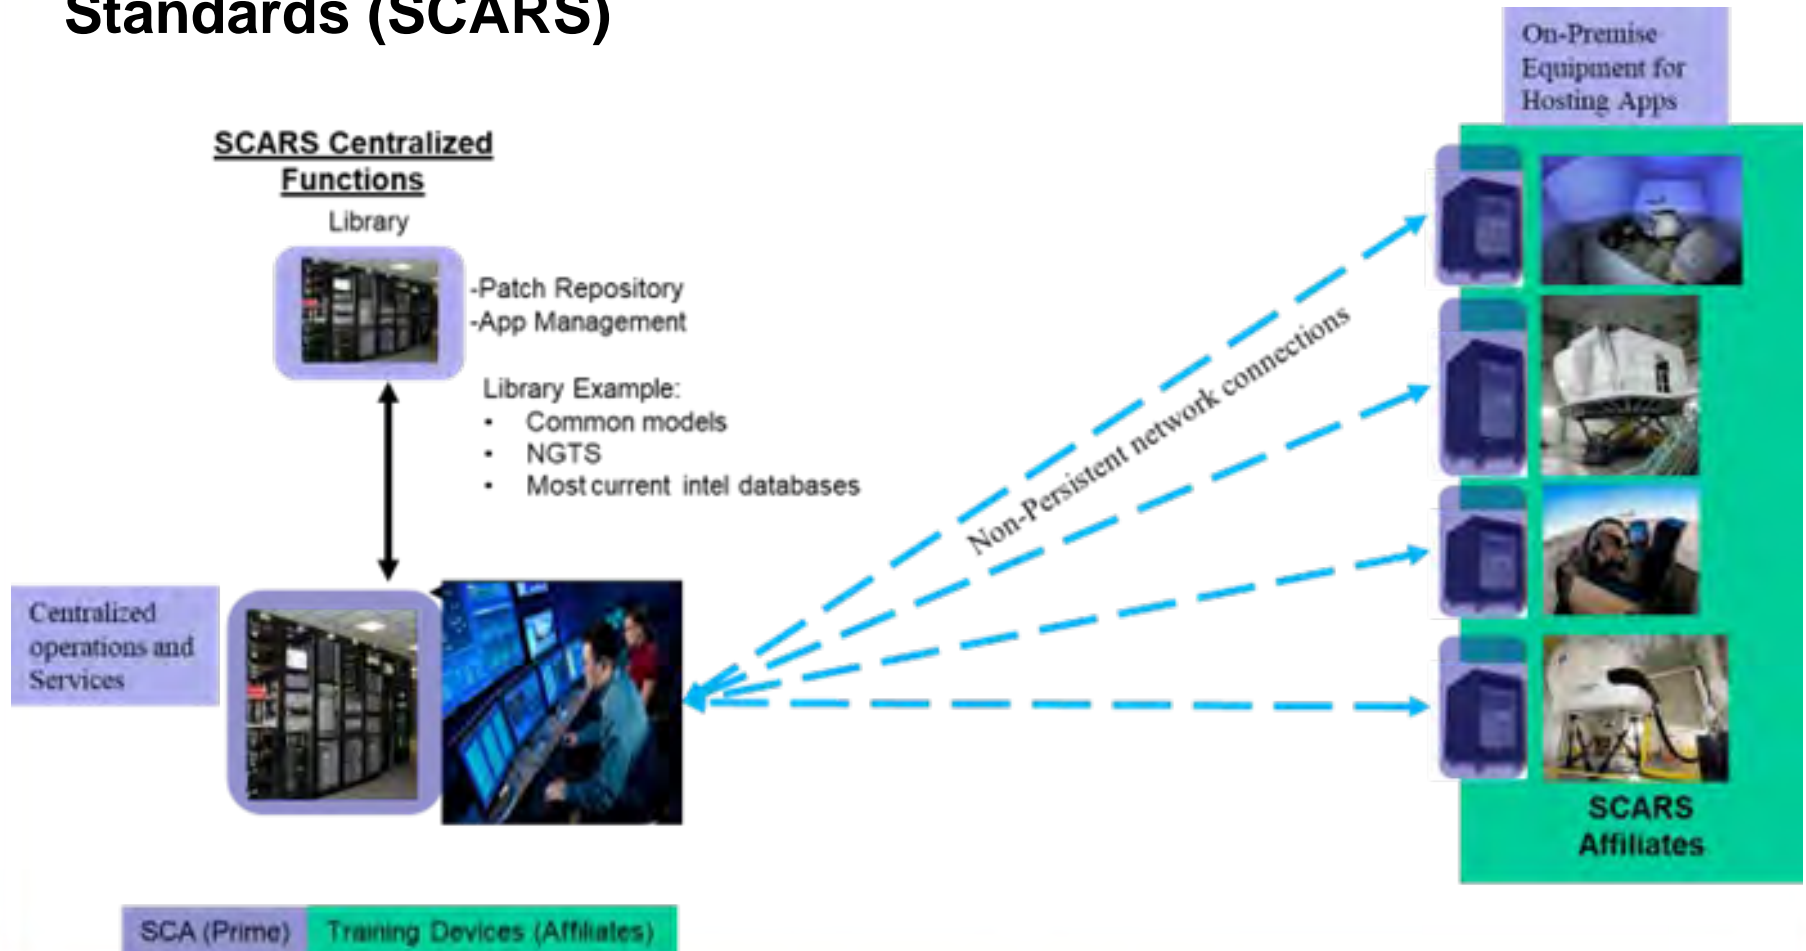 Standards (SCARS)
On-Premise
Equipment for
Hosting Apps
SCARS Centralized
Functions
Library
-Patch Repository
-App Management
Library Example:
• Common models
• NGTS
• Most current intel databases
Non-Persistent network connections
Centralized
operations and
Services
SCARS
Affiliates
SCA (Prime)
Training Devices (Affiliates)